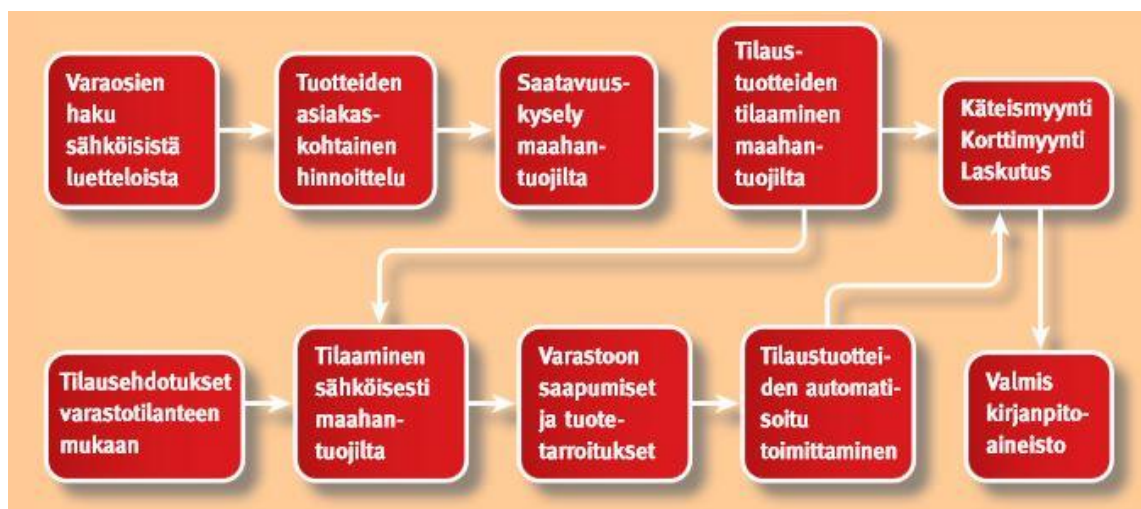 Varaosien
haku
sähköisistä
luetteloista
Tuotteiden
asiakas-
kohtainen
hinnoittelu
Saatavuus-
kysely
maahan-
tuojilta
Tilaus-
tuotteiden
tilaaminen
maahan-
tuojilta
Käteismyynti
Korttimyynti
Laskutus
Tilausehdotukset
varastotilanteen
mukaan
Tilaaminen
sähköisesti
maahan-
tuojilta
Varastoon
saapumiset
ja tuote-
tarroitukset
Tilaustuottei-
den automati-
soitu
toimittaminen
Valmis
kirjanpito-
aineisto